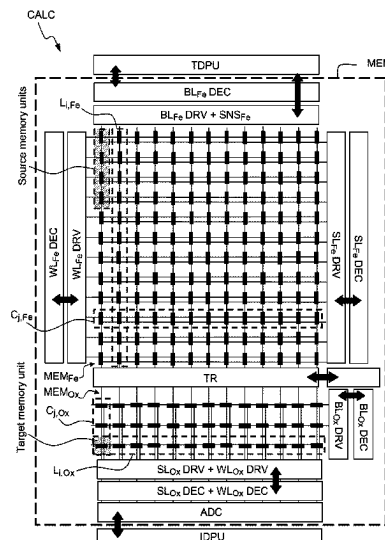 CALC
MEM
TDPU
BLFe DEC
BLFe DRV + SNSFe
Li,Fe
Source memory units
WLFe DEC
WLFe DRV
SLFe DRV
SLFe DEC
Cj,Fe
MEMFe
TR
MEMOx
Cj,Ox
Target memory unit
BLOx DRV
BLOx DEC
Li,Ox
SLOx DRV + WLOx DRV
SLOx DEC + WLOx DEC
ADC
IDPU